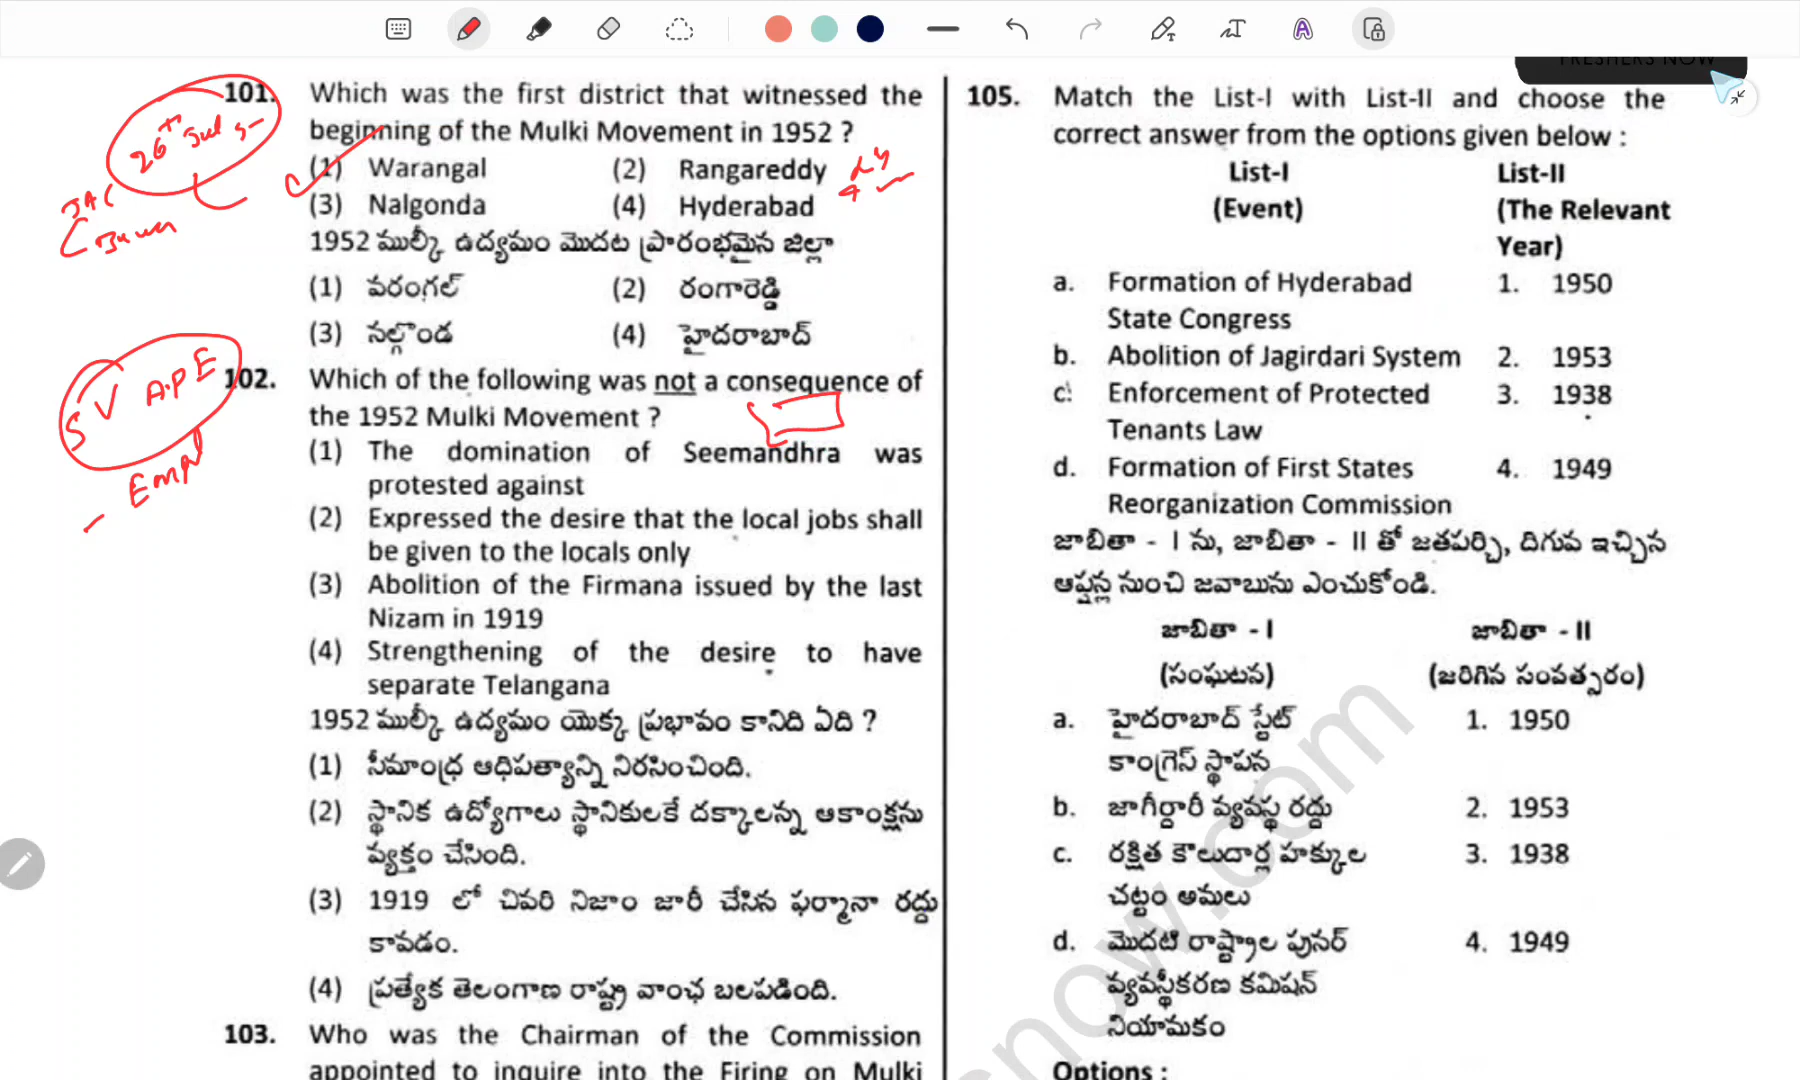 FRESHERS NOW
101. Which was the first district that witnessed the
beginning of the Mulki Movement in 1952 ?
(1) Warangal (2) Rangareddy
(3) Nalgonda (4) Hyderabad
1952 ముల్కీ ఉద్యమం మొదట ప్రారంభమైన జిల్లా
(1) వరంగల్ (2) రంగారెడ్డి
(3) నల్గొండ (4) హైదరాబాద్
26th July
JAC
102. Which of the following was not a consequence of
the 1952 Mulki Movement ?
(1) The domination of Seemandhra was
protested against
(2) Expressed the desire that the local jobs shall
be given to the locals only
(3) Abolition of the Firmana issued by the last
Nizam in 1919
(4) Strengthening of the desire to have
separate Telangana
1952 ముల్కీ ఉద్యమం యొక్క ప్రభావం కానిది ఏది ?
(1) సీమాంధ్ర ఆధిపత్యాన్ని నిరసించింది.
(2) స్థానిక ఉద్యోగాలు స్థానికులకే దక్కాలన్న ఆకాంక్షను
వ్యక్తం చేసింది.
(3) 1919 లో చివరి నిజాం జారీ చేసిన ఫర్మానా రద్దు
కావడం.
(4) ప్రత్యేక తెలంగాణ రాష్ట్ర వాంఛ బలపడింది.
SV APE
103. Who was the Chairman of the Commission
appointed to inquire into the Firing on Mulki
105. Match the List-I with List-II and choose the
correct answer from the options given below :
List-I List-II
(Event) (The Relevant
Year)
a. Formation of Hyderabad 1. 1950
State Congress
b. Abolition of Jagirdari System 2. 1953
c. Enforcement of Protected 3. 1938
Tenants Law
d. Formation of First States 4. 1949
Reorganization Commission
జాబితా - I ను, జాబితా - II తో జతపర్చి, దిగువ ఇచ్చిన
ఆప్షన్ల నుంచి జవాబును ఎంచుకోండి.
జాబితా - I జాబితా - II
(సంఘటన) (జరిగిన సంవత్సరం)
a. హైదరాబాద్ స్టేట్ 1. 1950
కాంగ్రెస్ స్థాపన
b. జాగీర్దారీ వ్యవస్థ రద్దు 2. 1953
c. రక్షిత కౌలుదార్ల హక్కుల 3. 1938
చట్టం అమలు
d. మొదటి రాష్ట్రాల పునర్ 4. 1949
వ్యవస్థీకరణ కమిషన్
నియామకం
Options :
snow.com